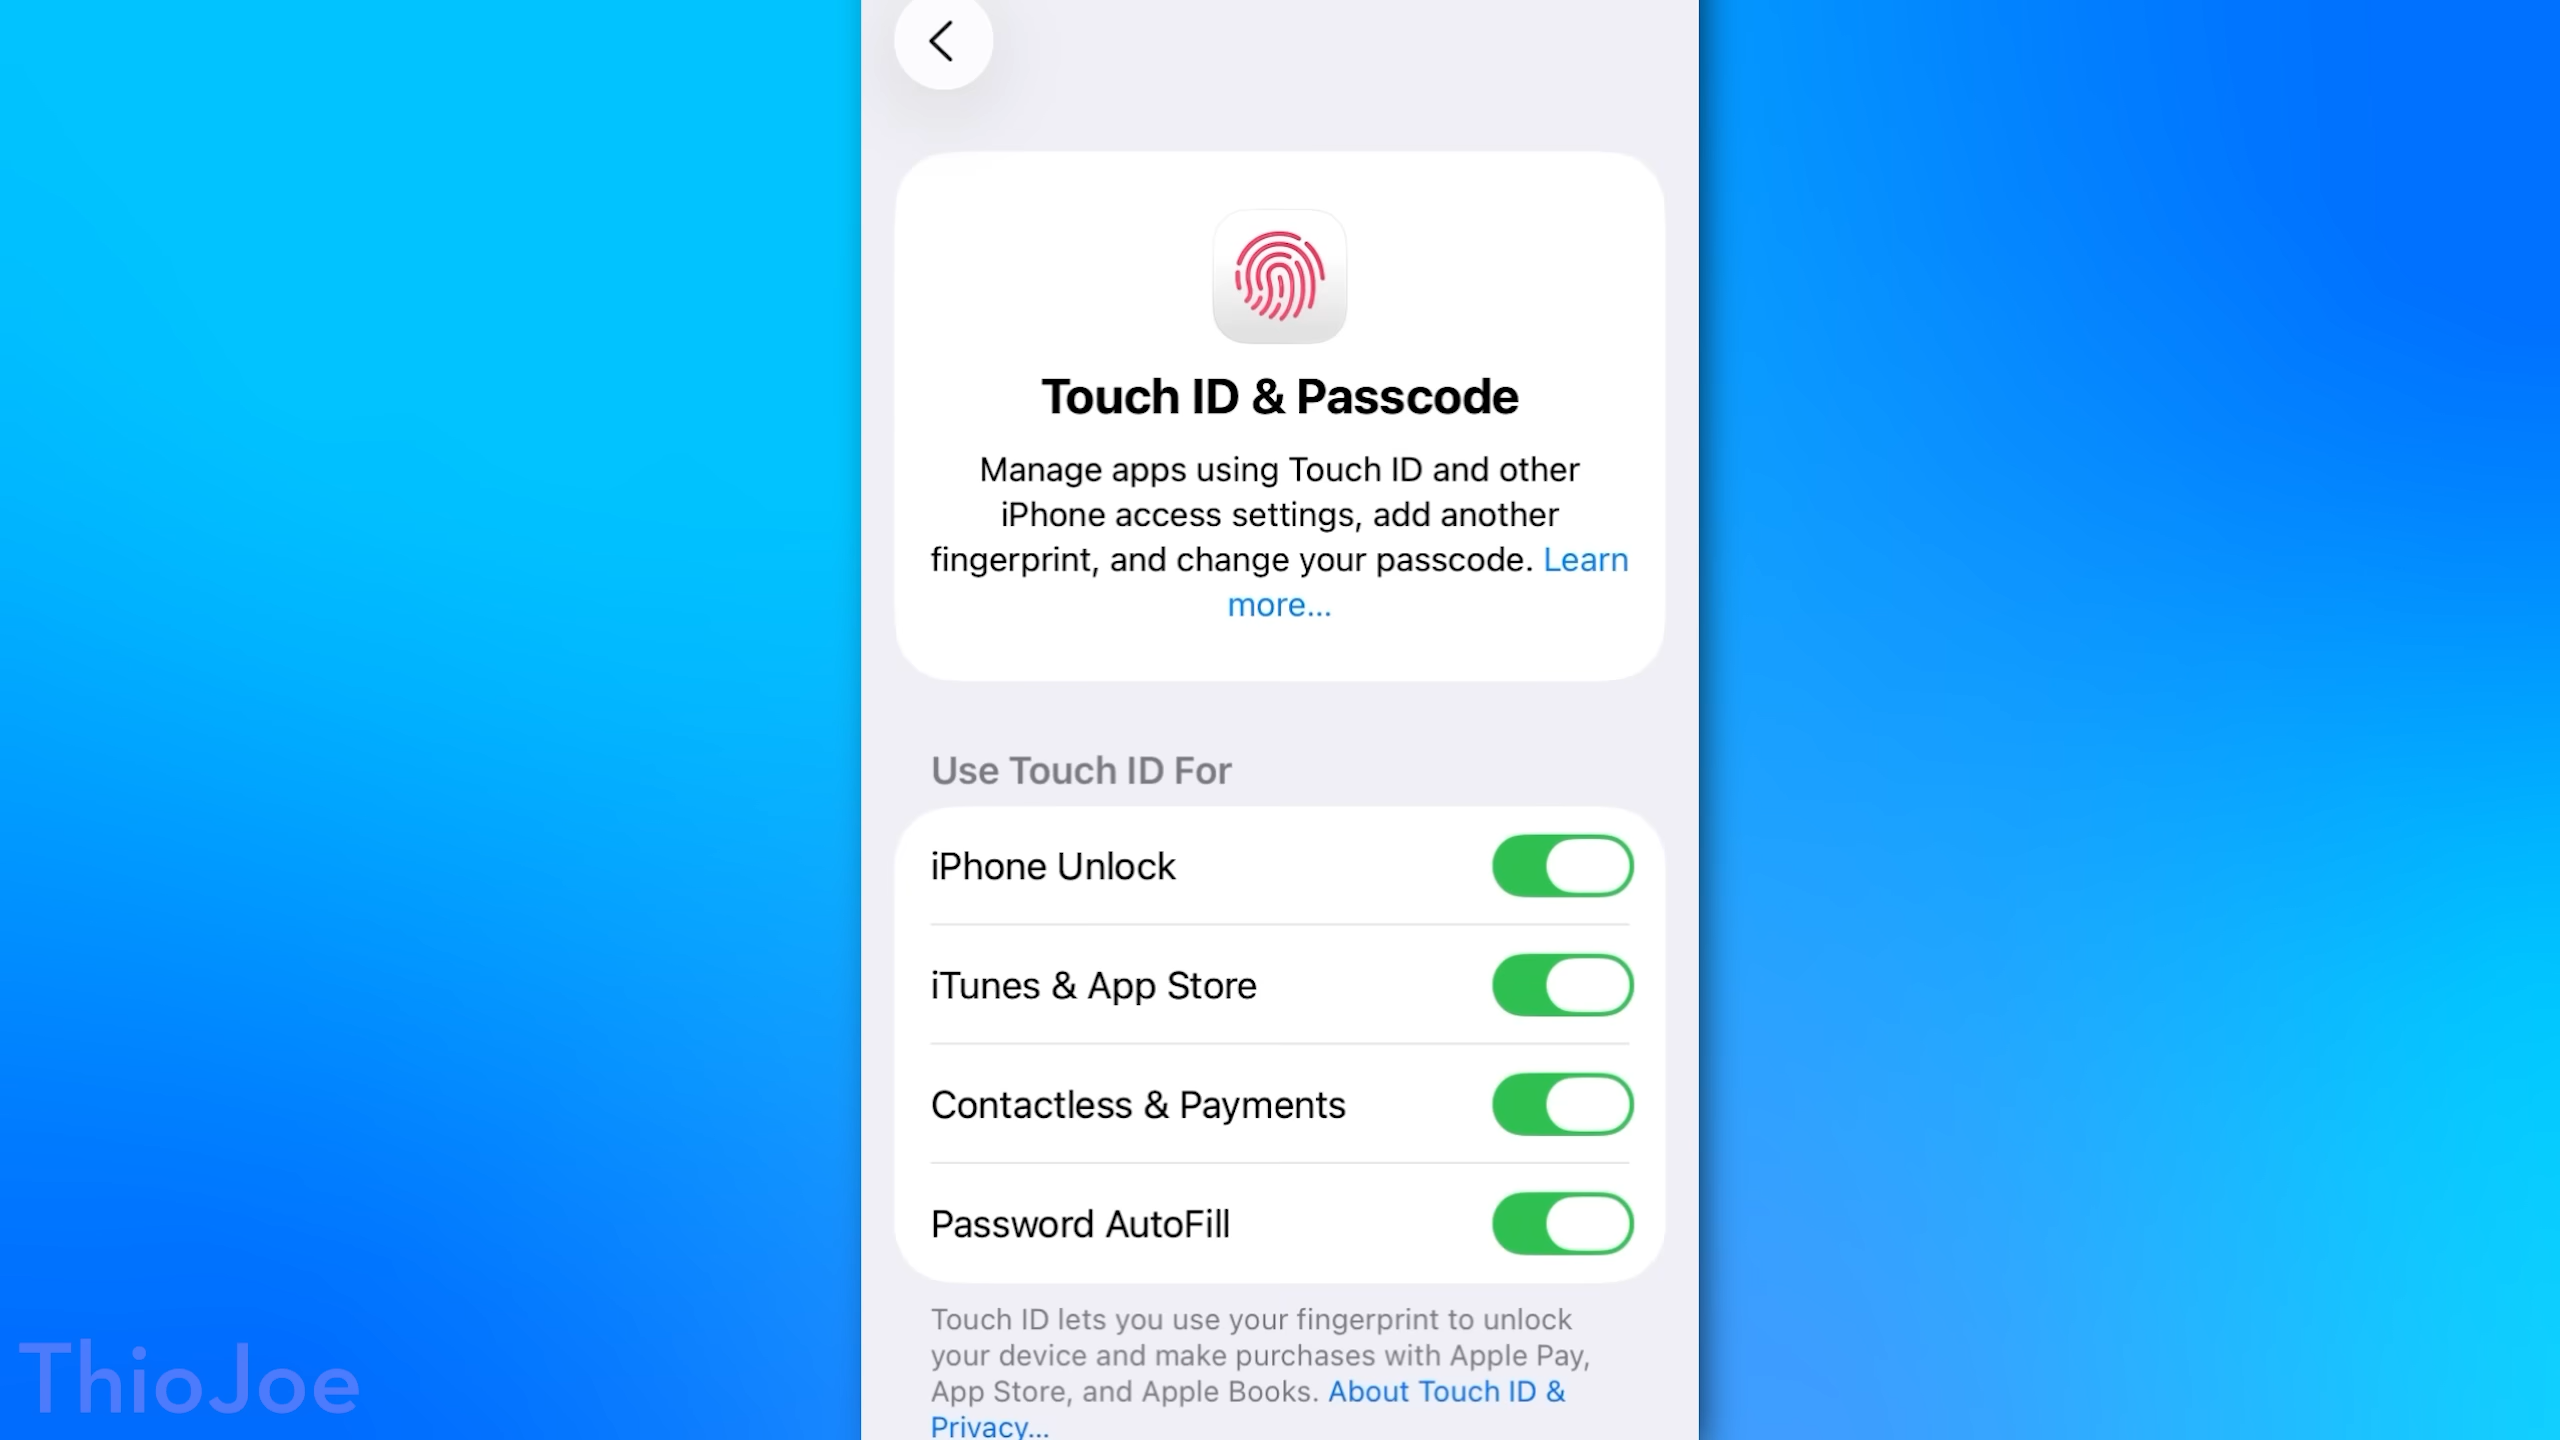 Touch ID & Passcode
Manage apps using Touch ID and other
iPhone access settings, add another
fingerprint, and change your passcode. Learn
more...
Use Touch ID For
iPhone Unlock
iTunes & App Store
Contactless & Payments
Password AutoFill
Touch ID lets you use your fingerprint to unlock
your device and make purchases with Apple Pay,
App Store, and Apple Books. About Touch ID &
Privacy...
ThioJoe